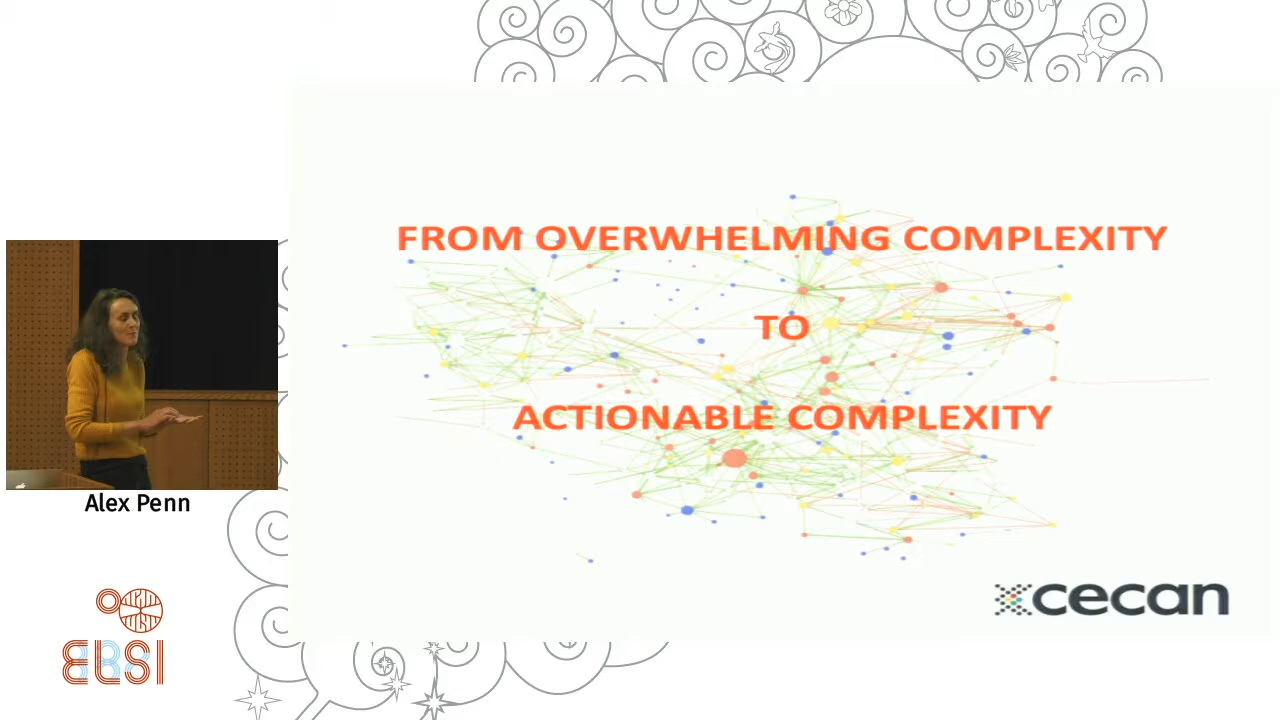 FROM OVERWHELMING COMPLEXITY
TO
ACTIONABLE COMPLEXITY
cecan
Alex Penn
ELSI